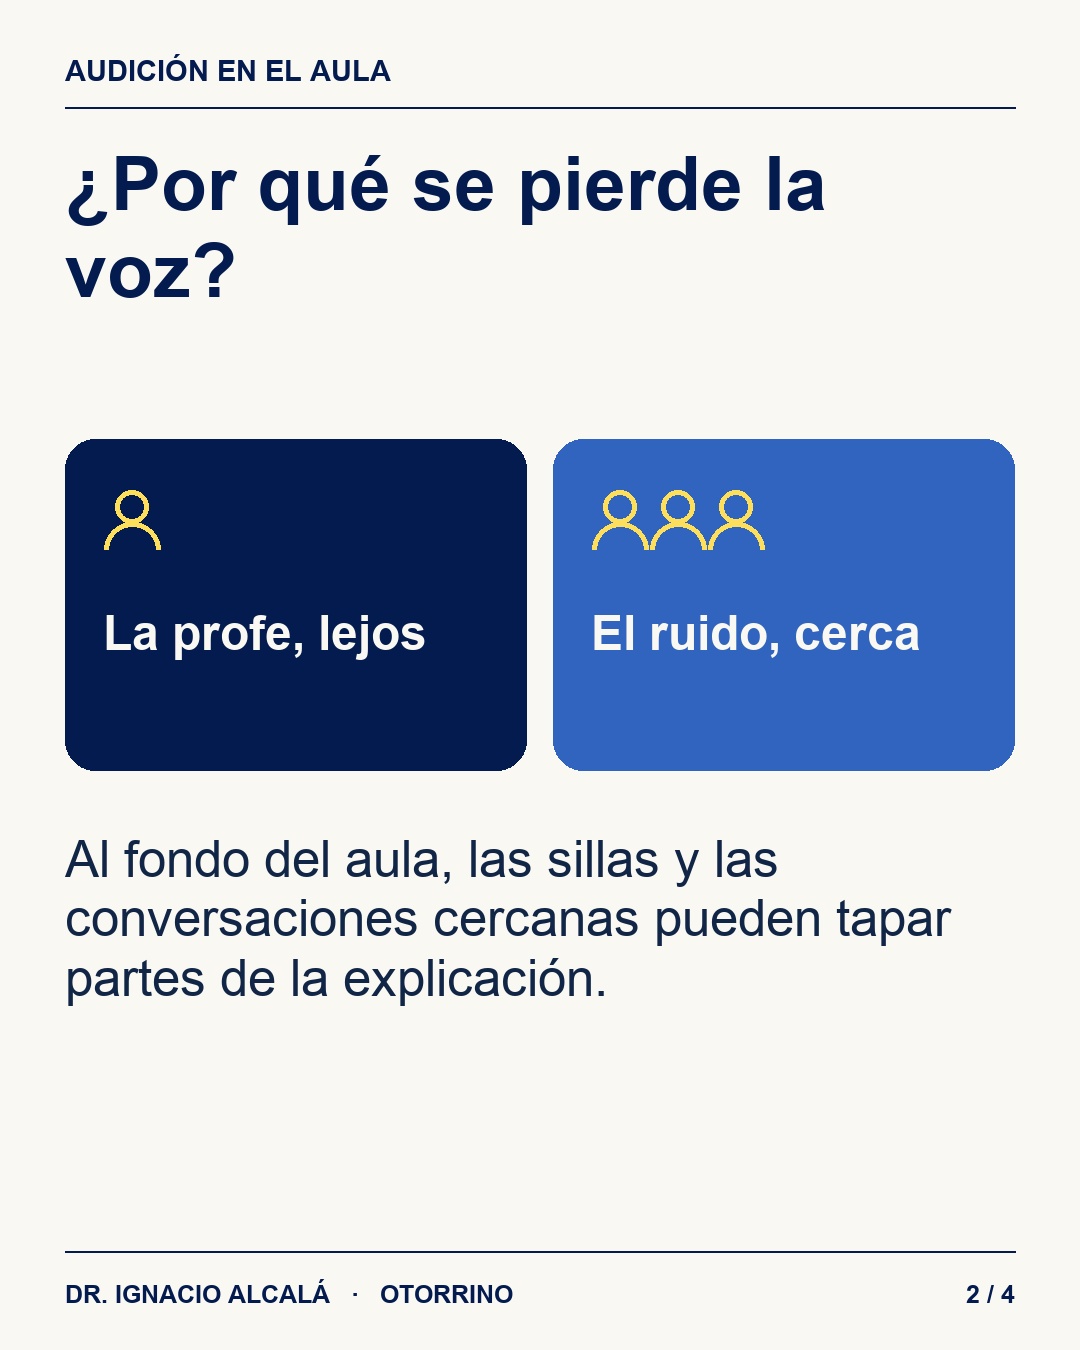 AUDICIÓN EN EL AULA
¿Por qué se pierde la
voz?
La profe, lejos
El ruido, cerca
Al fondo del aula, las sillas y las
conversaciones cercanas pueden tapar
partes de la explicación.
DR. IGNACIO ALCALÁ · OTORRINO
2 / 4